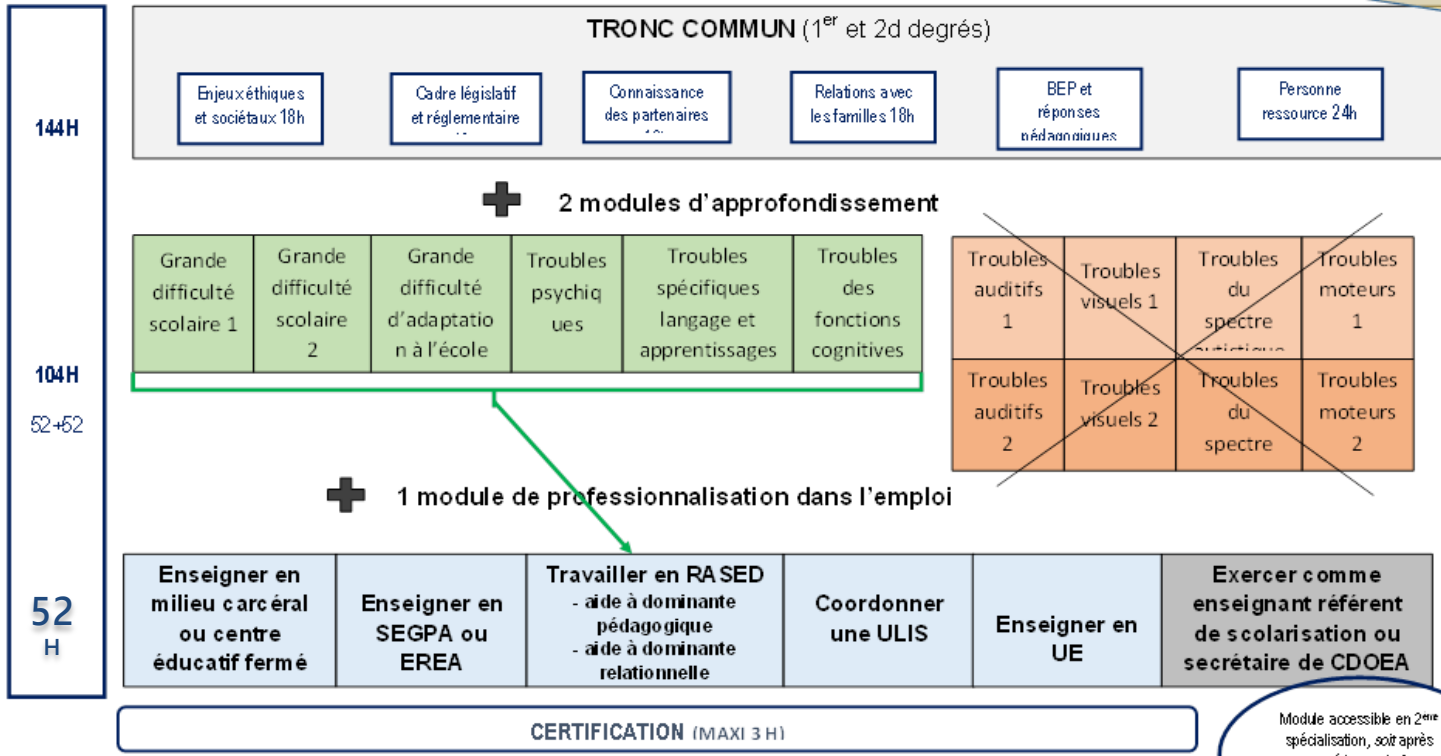 TRONC COMMUN (1er et 2d degrés)
144H
Enjeux éthiques
et sociétaux 18h
Cadre législatif
et réglementaire
Connaissance
des partenaires
Relations avec
les familles 18h
BEP et
réponses
pédagogiques
Personne
ressource 24h
2 modules d'approfondissement
104H
52+52
Grande
difficulté
scolaire 1
Grande
difficulté
scolaire
2
Grande
difficulté
d'adaptatio
n à l'école
Troubles
psychiq
ues
Troubles
spécifiques
langage et
apprentissages
Troubles
des
fonctions
cognitives
Troubles
auditifs
1
Troubles
visuels 1
Troubles
du
spectre
autistique
Troubles
moteurs
1
Troubles
auditifs
2
Troubles
visuels 2
Troubles
du
spectre
Troubles
moteurs
2
1 module de professionnalisation dans l'emploi
52
H
Enseigner en
milieu carcéral
ou centre
éducatif fermé
Enseigner en
SEGPA ou
EREA
Travailler en RASED
- aide à dominante
pédagogique
- aide à dominante
relationnelle
Coordonner
une ULIS
Enseigner en
UE
Exercer comme
enseignant référent
de scolarisation ou
secrétaire de CDOEA
CERTIFICATION (MAXI 3 H)
Module accessible en 2ème
spécialisation, soit après